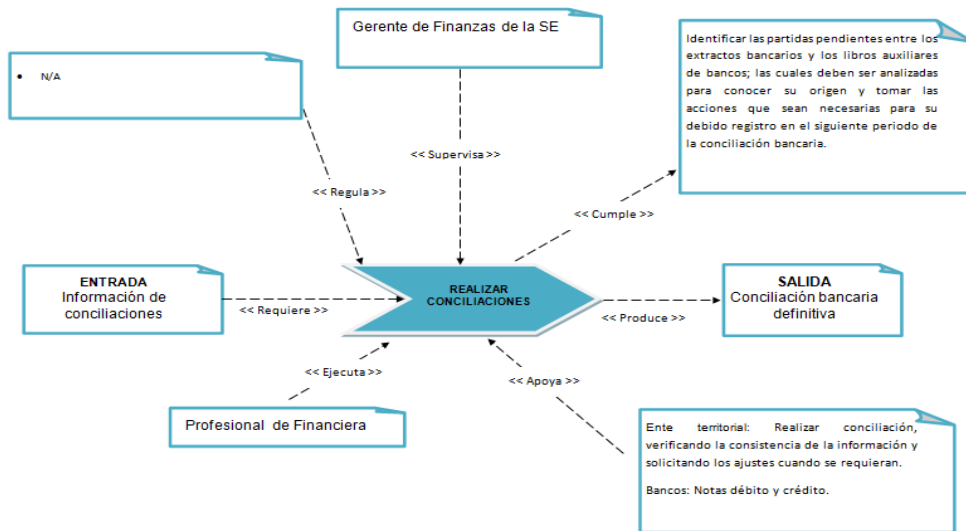 Gerente de Finanzas de la SE
• N/A
Identificar las partidas pendientes entre los
extractos bancarios y los libros auxiliares
de bancos; las cuales deben ser analizadas
para conocer su origen y tomar las
acciones que sean necesarias para su
debido registro en el siguiente periodo de
la conciliación bancaria.
<< Supervisa >>
<< Regula >>
<< Cumple >>
ENTRADA
Información de
conciliaciones
<< Requiere >>
REALIZAR
CONCILIACIONES
<< Produce >>
SALIDA
Conciliación bancaria
definitiva
<< Ejecuta >>
<< Apoya >>
Profesional de Financiera
Ente territorial: Realizar conciliación,
verificando la consistencia de la información y
solicitando los ajustes cuando se requieran.
Bancos: Notas débito y crédito.